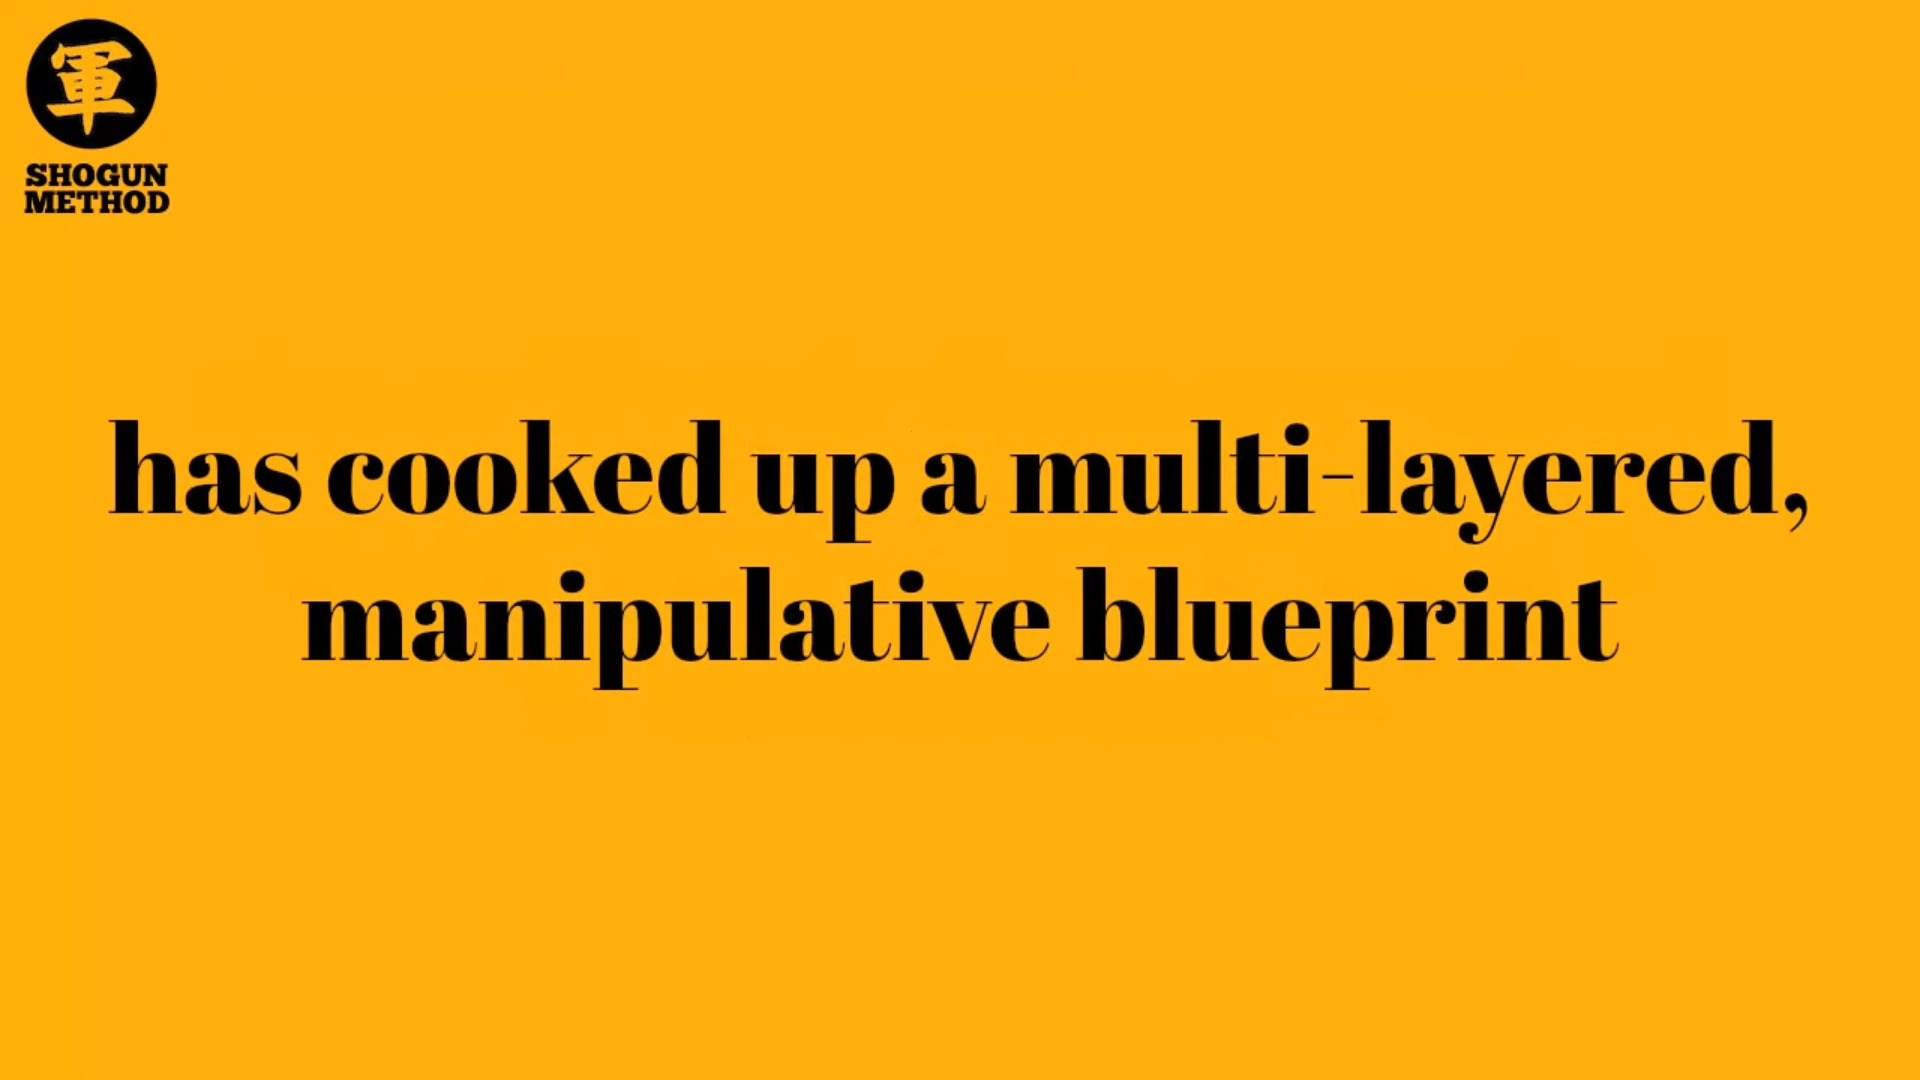 軍
SHOGUN
METHOD
has cooked up a multi-layered,
manipulative blueprint